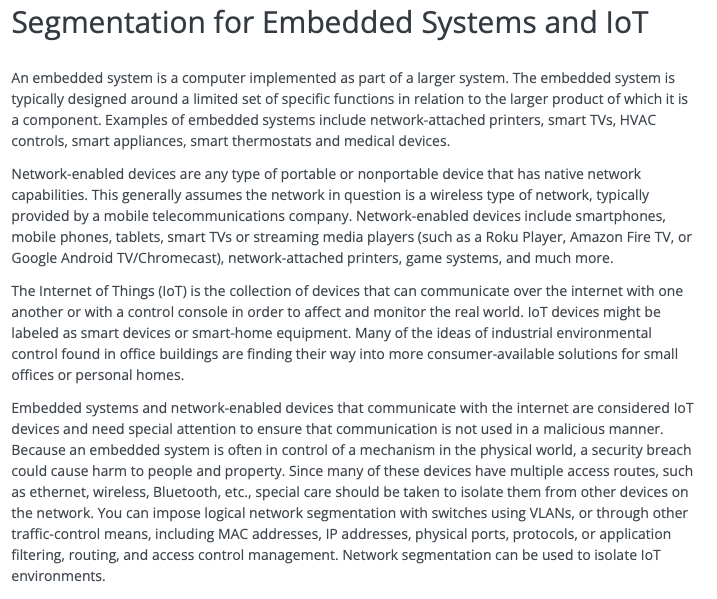 Segmentation for Embedded Systems and IoT
An embedded system is a computer implemented as part of a larger system. The embedded system is
typically designed around a limited set of specific functions in relation to the larger product of which it is
a component. Examples of embedded systems include network-attached printers, smart TVs, HVAC
controls, smart appliances, smart thermostats and medical devices.
Network-enabled devices are any type of portable or nonportable device that has native network
capabilities. This generally assumes the network in question is a wireless type of network, typically
provided by a mobile telecommunications company. Network-enabled devices include smartphones,
mobile phones, tablets, smart TVs or streaming media players (such as a Roku Player, Amazon Fire TV, or
Google Android TV/Chromecast), network-attached printers, game systems, and much more.
The Internet of Things (IoT) is the collection of devices that can communicate over the internet with one
another or with a control console in order to affect and monitor the real world. IoT devices might be
labeled as smart devices or smart-home equipment. Many of the ideas of industrial environmental
control found in office buildings are finding their way into more consumer-available solutions for small
offices or personal homes.
Embedded systems and network-enabled devices that communicate with the internet are considered IoT
devices and need special attention to ensure that communication is not used in a malicious manner.
Because an embedded system is often in control of a mechanism in the physical world, a security breach
could cause harm to people and property. Since many of these devices have multiple access routes, such
as ethernet, wireless, Bluetooth, etc., special care should be taken to isolate them from other devices on
the network. You can impose logical network segmentation with switches using VLANs, or through other
traffic-control means, including MAC addresses, IP addresses, physical ports, protocols, or application
filtering, routing, and access control management. Network segmentation can be used to isolate IoT
environments.